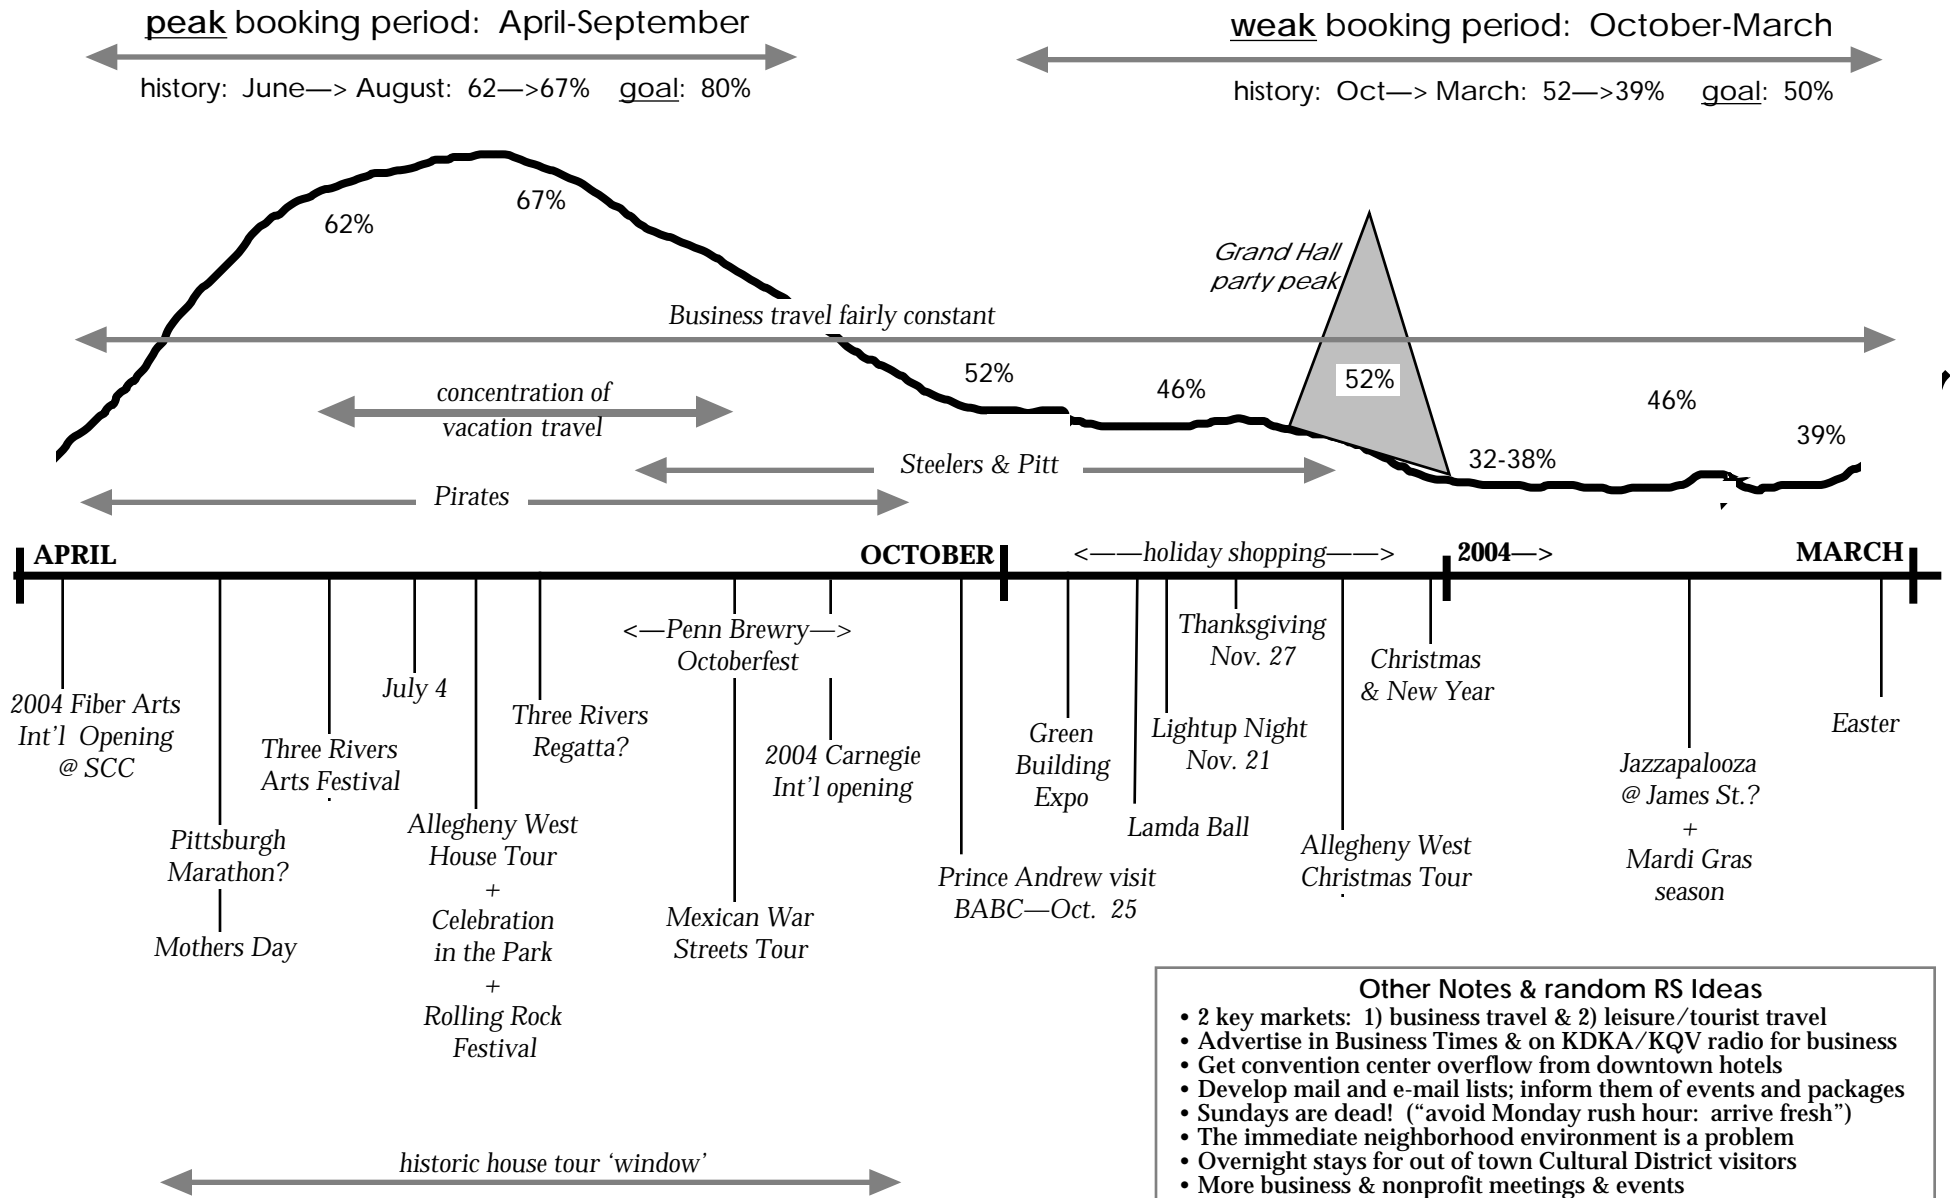 peak booking period: April-September
history: June—> August: 62—>67% goal: 80%
weak booking period: October-March
history: Oct—> March: 52—>39% goal: 50%
62%
67%
Grand Hall
party peak
Business travel fairly constant
52%
46%
52%
46%
39%
32-38%
concentration of
vacation travel
Steelers & Pitt
Pirates
APRIL
OCTOBER
<——holiday shopping——>
2004—>
MARCH
2004 Fiber Arts
Int'l Opening
@ SCC
Pittsburgh
Marathon?
Mothers Day
Three Rivers
Arts Festival
July 4
Allegheny West
House Tour
+
Celebration
in the Park
+
Rolling Rock
Festival
Three Rivers
Regatta?
<—Penn Brewry—>
Octoberfest
Mexican War
Streets Tour
2004 Carnegie
Int'l opening
Prince Andrew visit
BABC—Oct. 25
Green
Building
Expo
Lamda Ball
Lightup Night
Nov. 21
Thanksgiving
Nov. 27
Allegheny West
Christmas Tour
Christmas
& New Year
Jazzapalooza
@ James St.?
+
Mardi Gras
season
Easter
historic house tour ‘window’
Other Notes & random RS Ideas
• 2 key markets: 1) business travel & 2) leisure/tourist travel
• Advertise in Business Times & on KDKA/KQV radio for business
• Get convention center overflow from downtown hotels
• Develop mail and e-mail lists; inform them of events and packages
• Sundays are dead! (“avoid Monday rush hour: arrive fresh”)
• The immediate neighborhood environment is a problem
• Overnight stays for out of town Cultural District visitors
• More business & nonprofit meetings & events